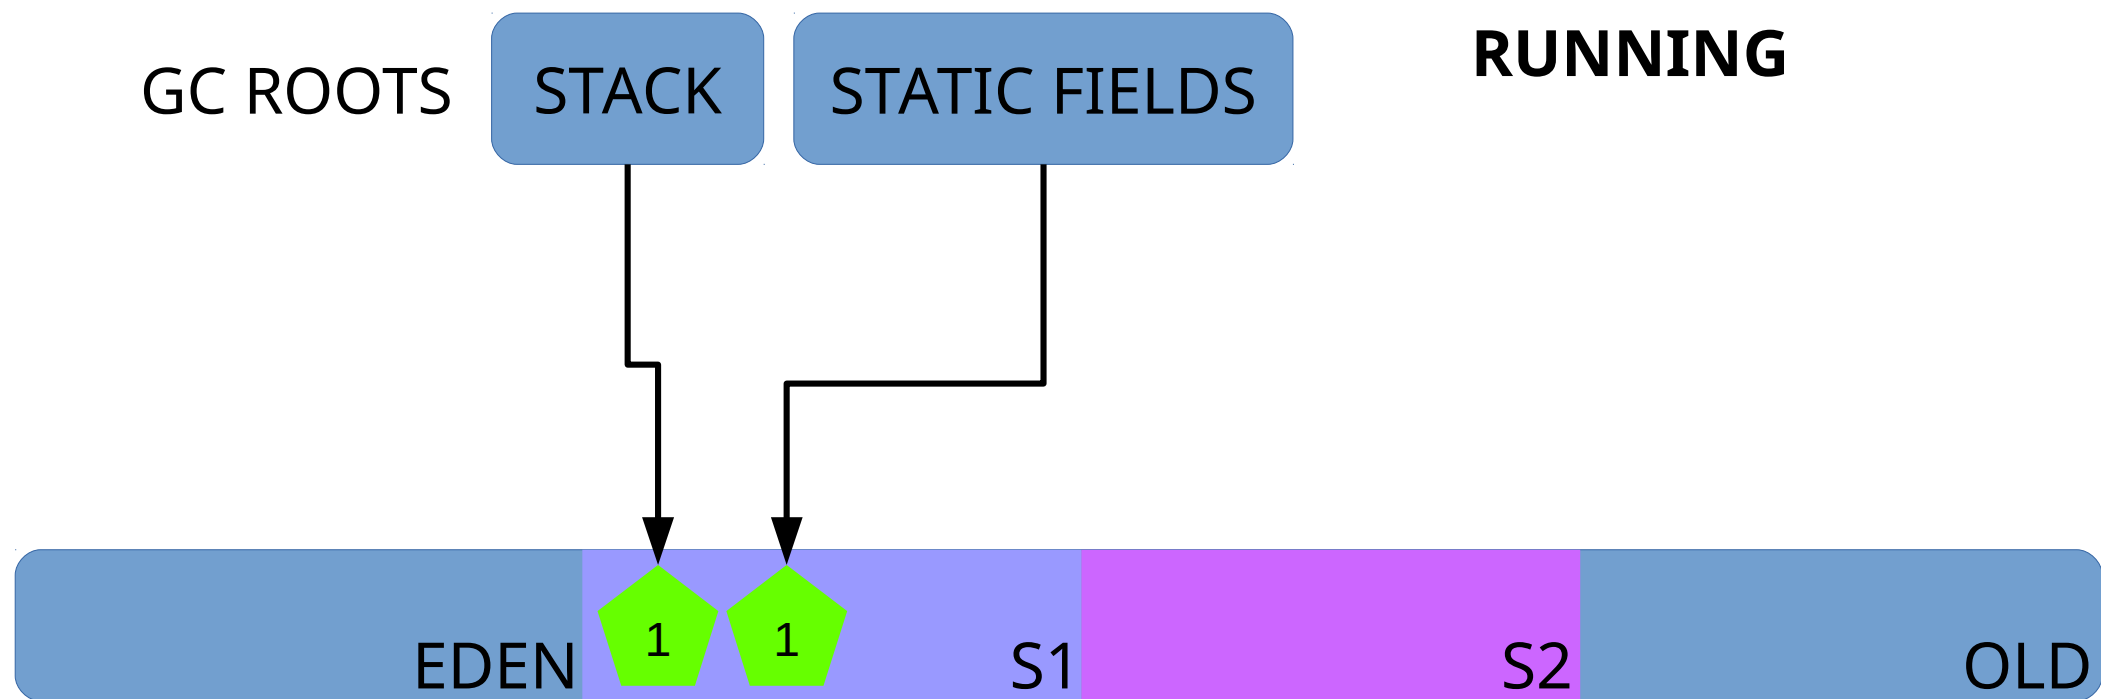 GC ROOTS
STACK
STATIC FIELDS
RUNNING
1
1
EDEN
S1
S2
OLD